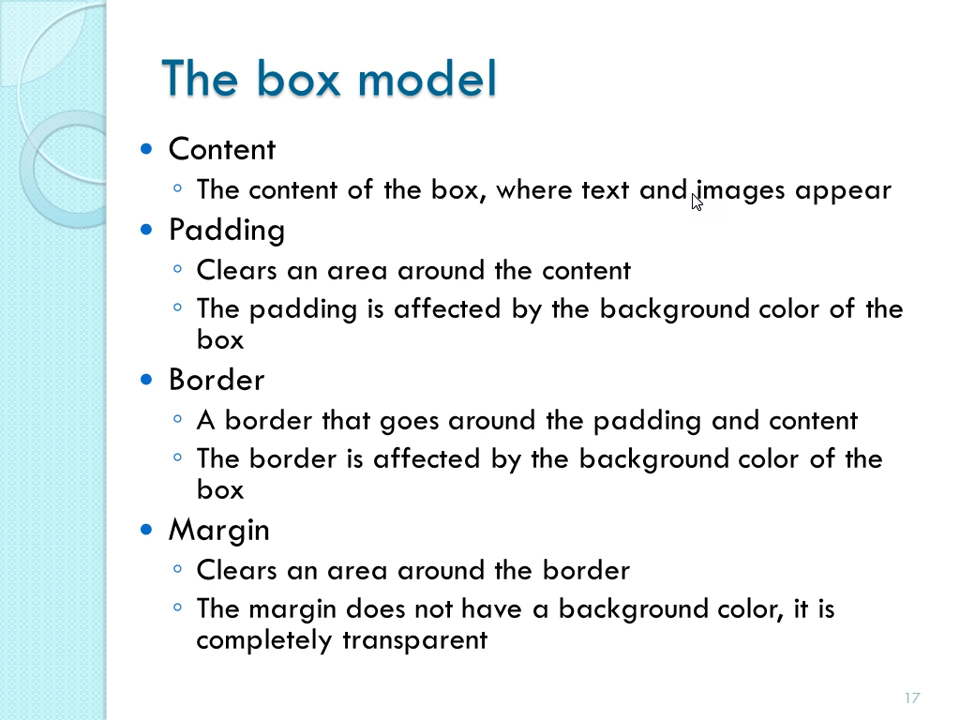 The box model
• Content
◦ The content of the box, where text and images appear
• Padding
◦ Clears an area around the content
◦ The padding is affected by the background color of the
box
• Border
◦ A border that goes around the padding and content
◦ The border is affected by the background color of the
box
• Margin
◦ Clears an area around the border
◦ The margin does not have a background color, it is
completely transparent
17